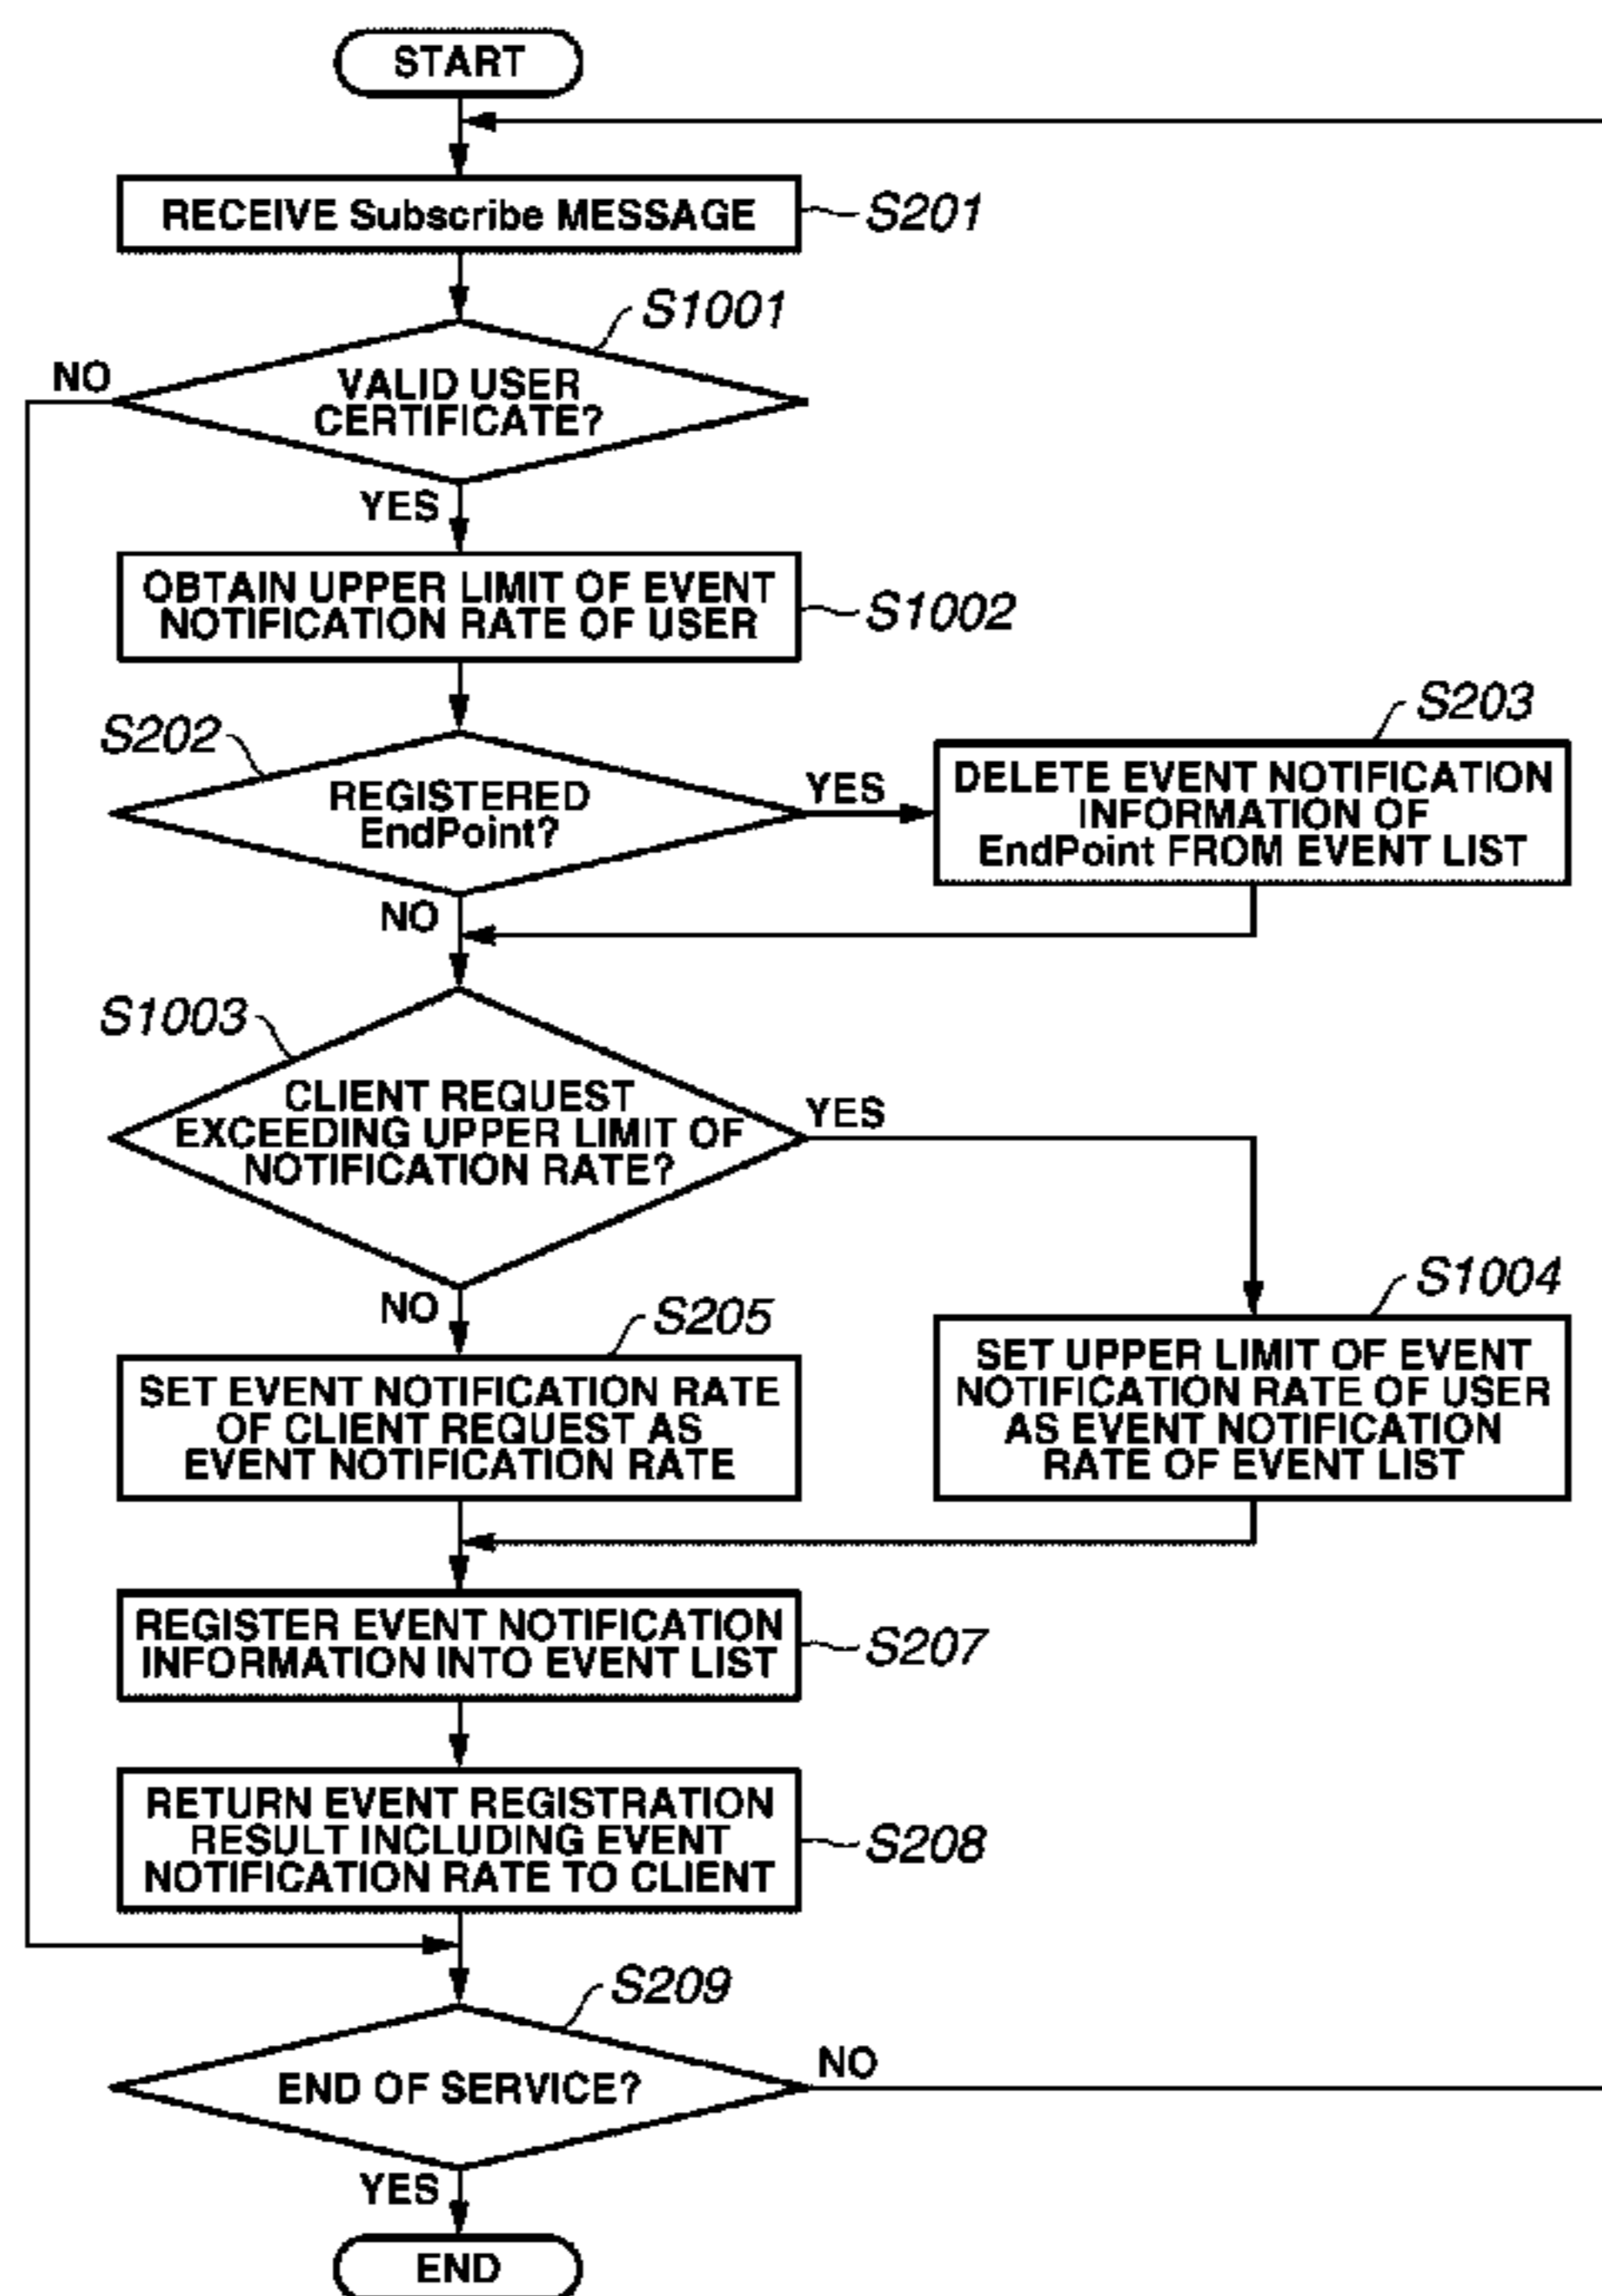 START
RECEIVE Subscribe MESSAGE
S201
S1001
NO
VALID USER
CERTIFICATE?
YES
OBTAIN UPPER LIMIT OF EVENT
NOTIFICATION RATE OF USER
S1002
S202
REGISTERED
EndPoint?
YES
S203
DELETE EVENT NOTIFICATION
INFORMATION OF
EndPoint FROM EVENT LIST
NO
S1003
CLIENT REQUEST
EXCEEDING UPPER LIMIT OF
NOTIFICATION RATE?
YES
NO
S205
SET EVENT NOTIFICATION RATE
OF CLIENT REQUEST AS
EVENT NOTIFICATION RATE
S1004
SET UPPER LIMIT OF EVENT
NOTIFICATION RATE OF USER
AS EVENT NOTIFICATION
RATE OF EVENT LIST
REGISTER EVENT NOTIFICATION
INFORMATION INTO EVENT LIST
S207
RETURN EVENT REGISTRATION
RESULT INCLUDING EVENT
NOTIFICATION RATE TO CLIENT
S208
S209
END OF SERVICE?
NO
YES
END